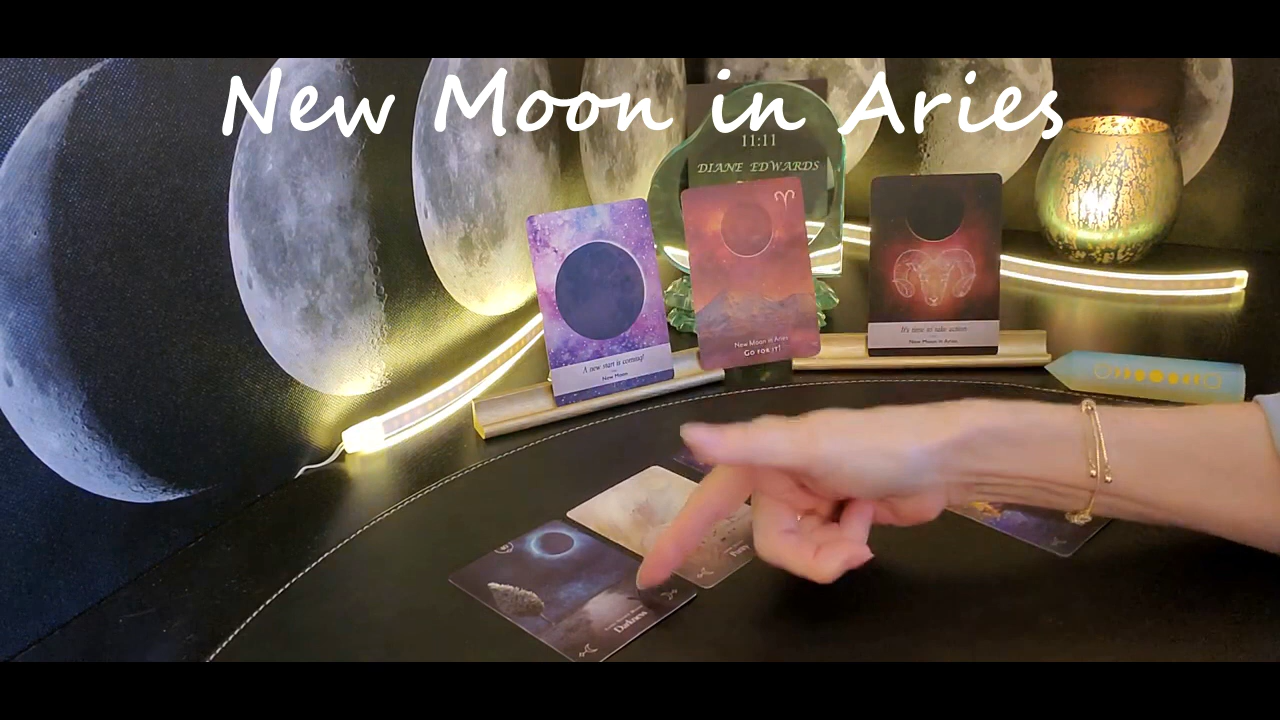 New Moon in Aries
11:11
DIANE EDWARDS
A new start is coming!
New Moon
New Moon in Aries
GO FOR IT!
It's time to take action
New Moon in Aries
Purity
Darkness